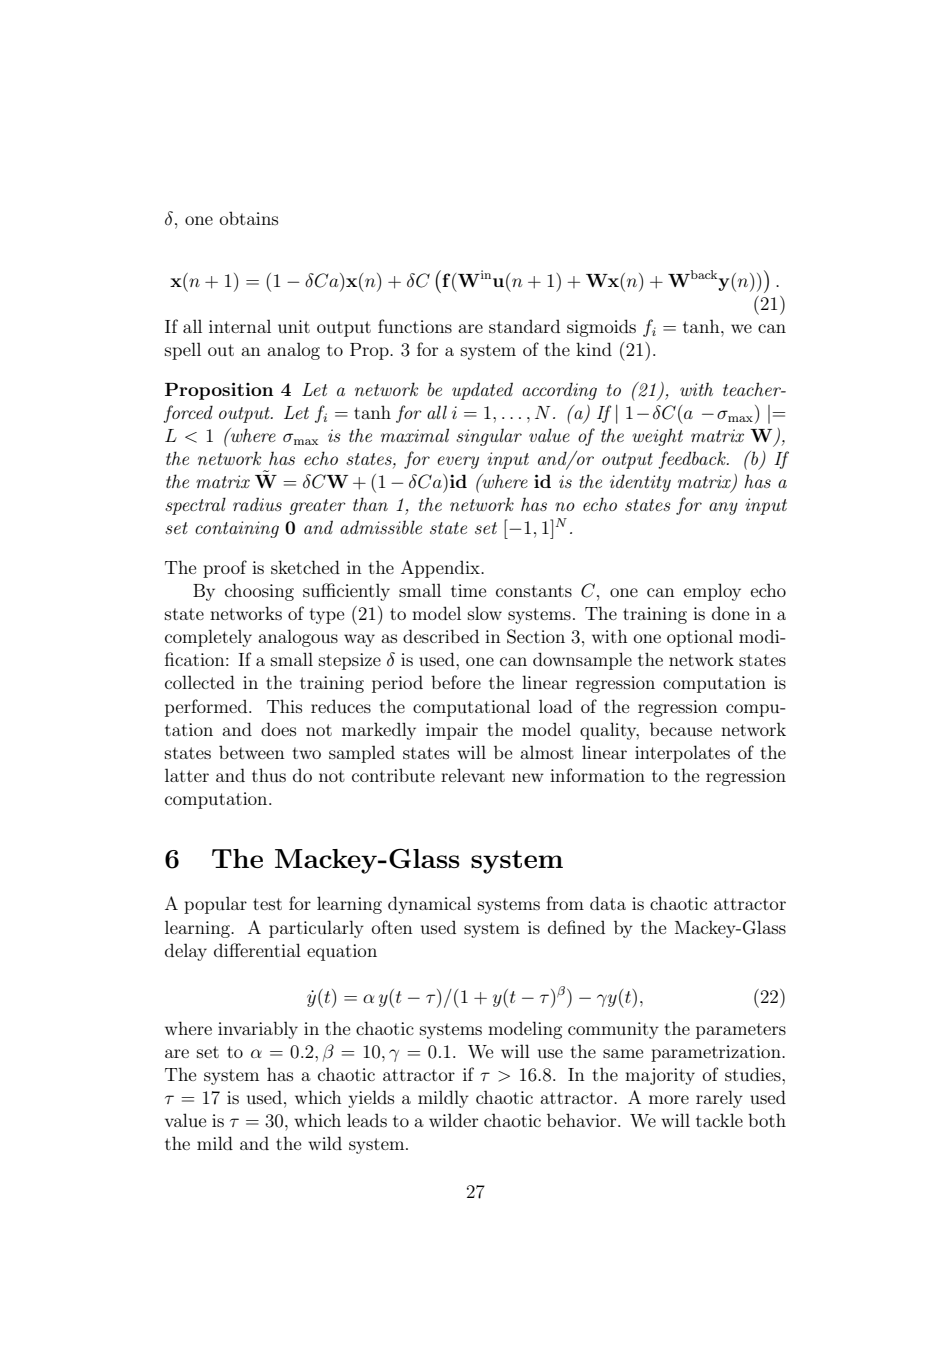 δ, one obtains
x(n + 1) = (1 − δCa)x(n) + δC (f(W^in u(n + 1) + Wx(n) + W^back y(n))) .
(21)
If all internal unit output functions are standard sigmoids f_i = tanh, we can
spell out an analog to Prop. 3 for a system of the kind (21).
Proposition 4 Let a network be updated according to (21), with teacher-
forced output. Let f_i = tanh for all i = 1, . . . , N. (a) If | 1−δC(a −σ_max) |=
L < 1 (where σ_max is the maximal singular value of the weight matrix W),
the network has echo states, for every input and/or output feedback. (b) If
the matrix W̃ = δCW + (1 − δCa)id (where id is the identity matrix) has a
spectral radius greater than 1, the network has no echo states for any input
set containing 0 and admissible state set [−1, 1]^N.
The proof is sketched in the Appendix.
By choosing sufficiently small time constants C, one can employ echo
state networks of type (21) to model slow systems. The training is done in a
completely analogous way as described in Section 3, with one optional modi-
fication: If a small stepsize δ is used, one can downsample the network states
collected in the training period before the linear regression computation is
performed. This reduces the computational load of the regression compu-
tation and does not markedly impair the model quality, because network
states between two sampled states will be almost linear interpolates of the
latter and thus do not contribute relevant new information to the regression
computation.
6 The Mackey-Glass system
A popular test for learning dynamical systems from data is chaotic attractor
learning. A particularly often used system is defined by the Mackey-Glass
delay differential equation
ẏ(t) = α y(t − τ)/(1 + y(t − τ)^β) − γy(t), (22)
where invariably in the chaotic systems modeling community the parameters
are set to α = 0.2, β = 10, γ = 0.1. We will use the same parametrization.
The system has a chaotic attractor if τ > 16.8. In the majority of studies,
τ = 17 is used, which yields a mildly chaotic attractor. A more rarely used
value is τ = 30, which leads to a wilder chaotic behavior. We will tackle both
the mild and the wild system.
27